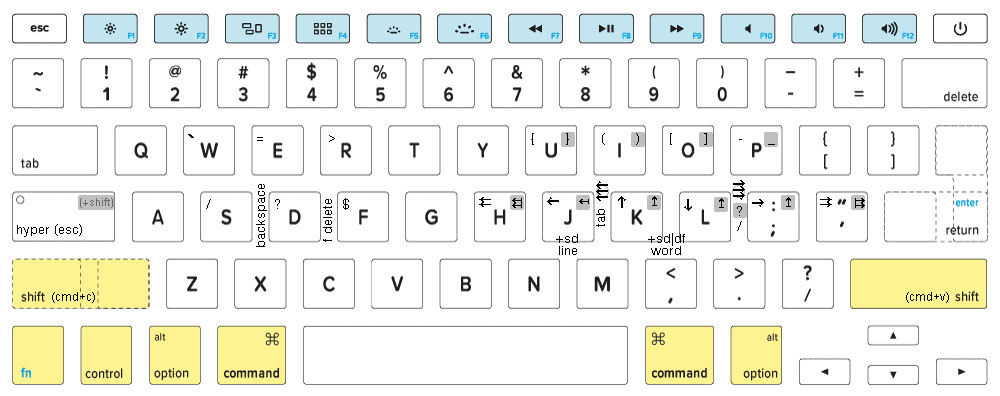 esc F1 F2 F3 F4 F5 F6 F7 F8 F9 F10 F11 F12
~ ! @ # $ % ^ & * ( ) – +
` 1 2 3 4 5 6 7 8 9 0 - = delete
tab Q ` W = E > R T Y { } U ( ) I [ ] O - _ P { [ } ]
hyper (esc) (+shift) A / S backspace ? D f delete $ F G ⇇ H ← ↤ J tab ⇈ ↑ ↥ K ↓ ↥ L ⇊ ? / → ↥ : ; ⇉ “ ‘ enter return
+sd line +sd|df word
shift (cmd+c) Z X C V B N M < , > . ? / (cmd+v) shift
fn control alt option ⌘ command ⌘ command alt option ◀ ▲ ▼ ▶